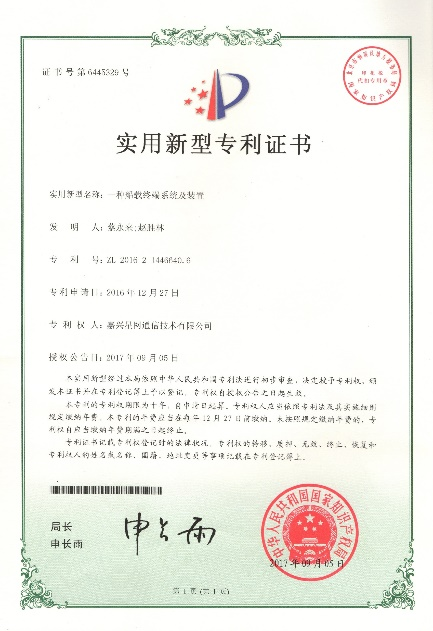 证书号第6445329号
实用新型专利证书
实用新型名称：一种船载终端系统及装置
发 明 人：蔡永来;赵胜林
专 利 号：ZL 2016 2 1446640.6
专利申请日：2016年12月27日
专 利 权 人：嘉兴星网通信技术有限公司
授权公告日：2017年09月05日
本实用新型经过本局依照中华人民共和国专利法进行初步审查，决定授予专利权，颁
发本证书并在专利登记簿上予以登记。专利权自授权公告之日起生效。
本专利的专利权期限为十年，自申请日起算。专利权人应当依照专利法及其实施细则
规定缴纳年费。本专利的年费应当在每年12月27日前缴纳。未按照规定缴纳年费的，专
利权自应当缴纳年费期满之日起终止。
专利证书记载专利权登记时的法律状况。专利权的转移、质押、无效、终止、恢复和
专利权人的姓名或名称、国籍、地址变更等事项记载在专利登记簿上。
局长
申长雨
申长雨
中华人民共和国国家知识产权局
2017年09月05日
第1页(共1页)